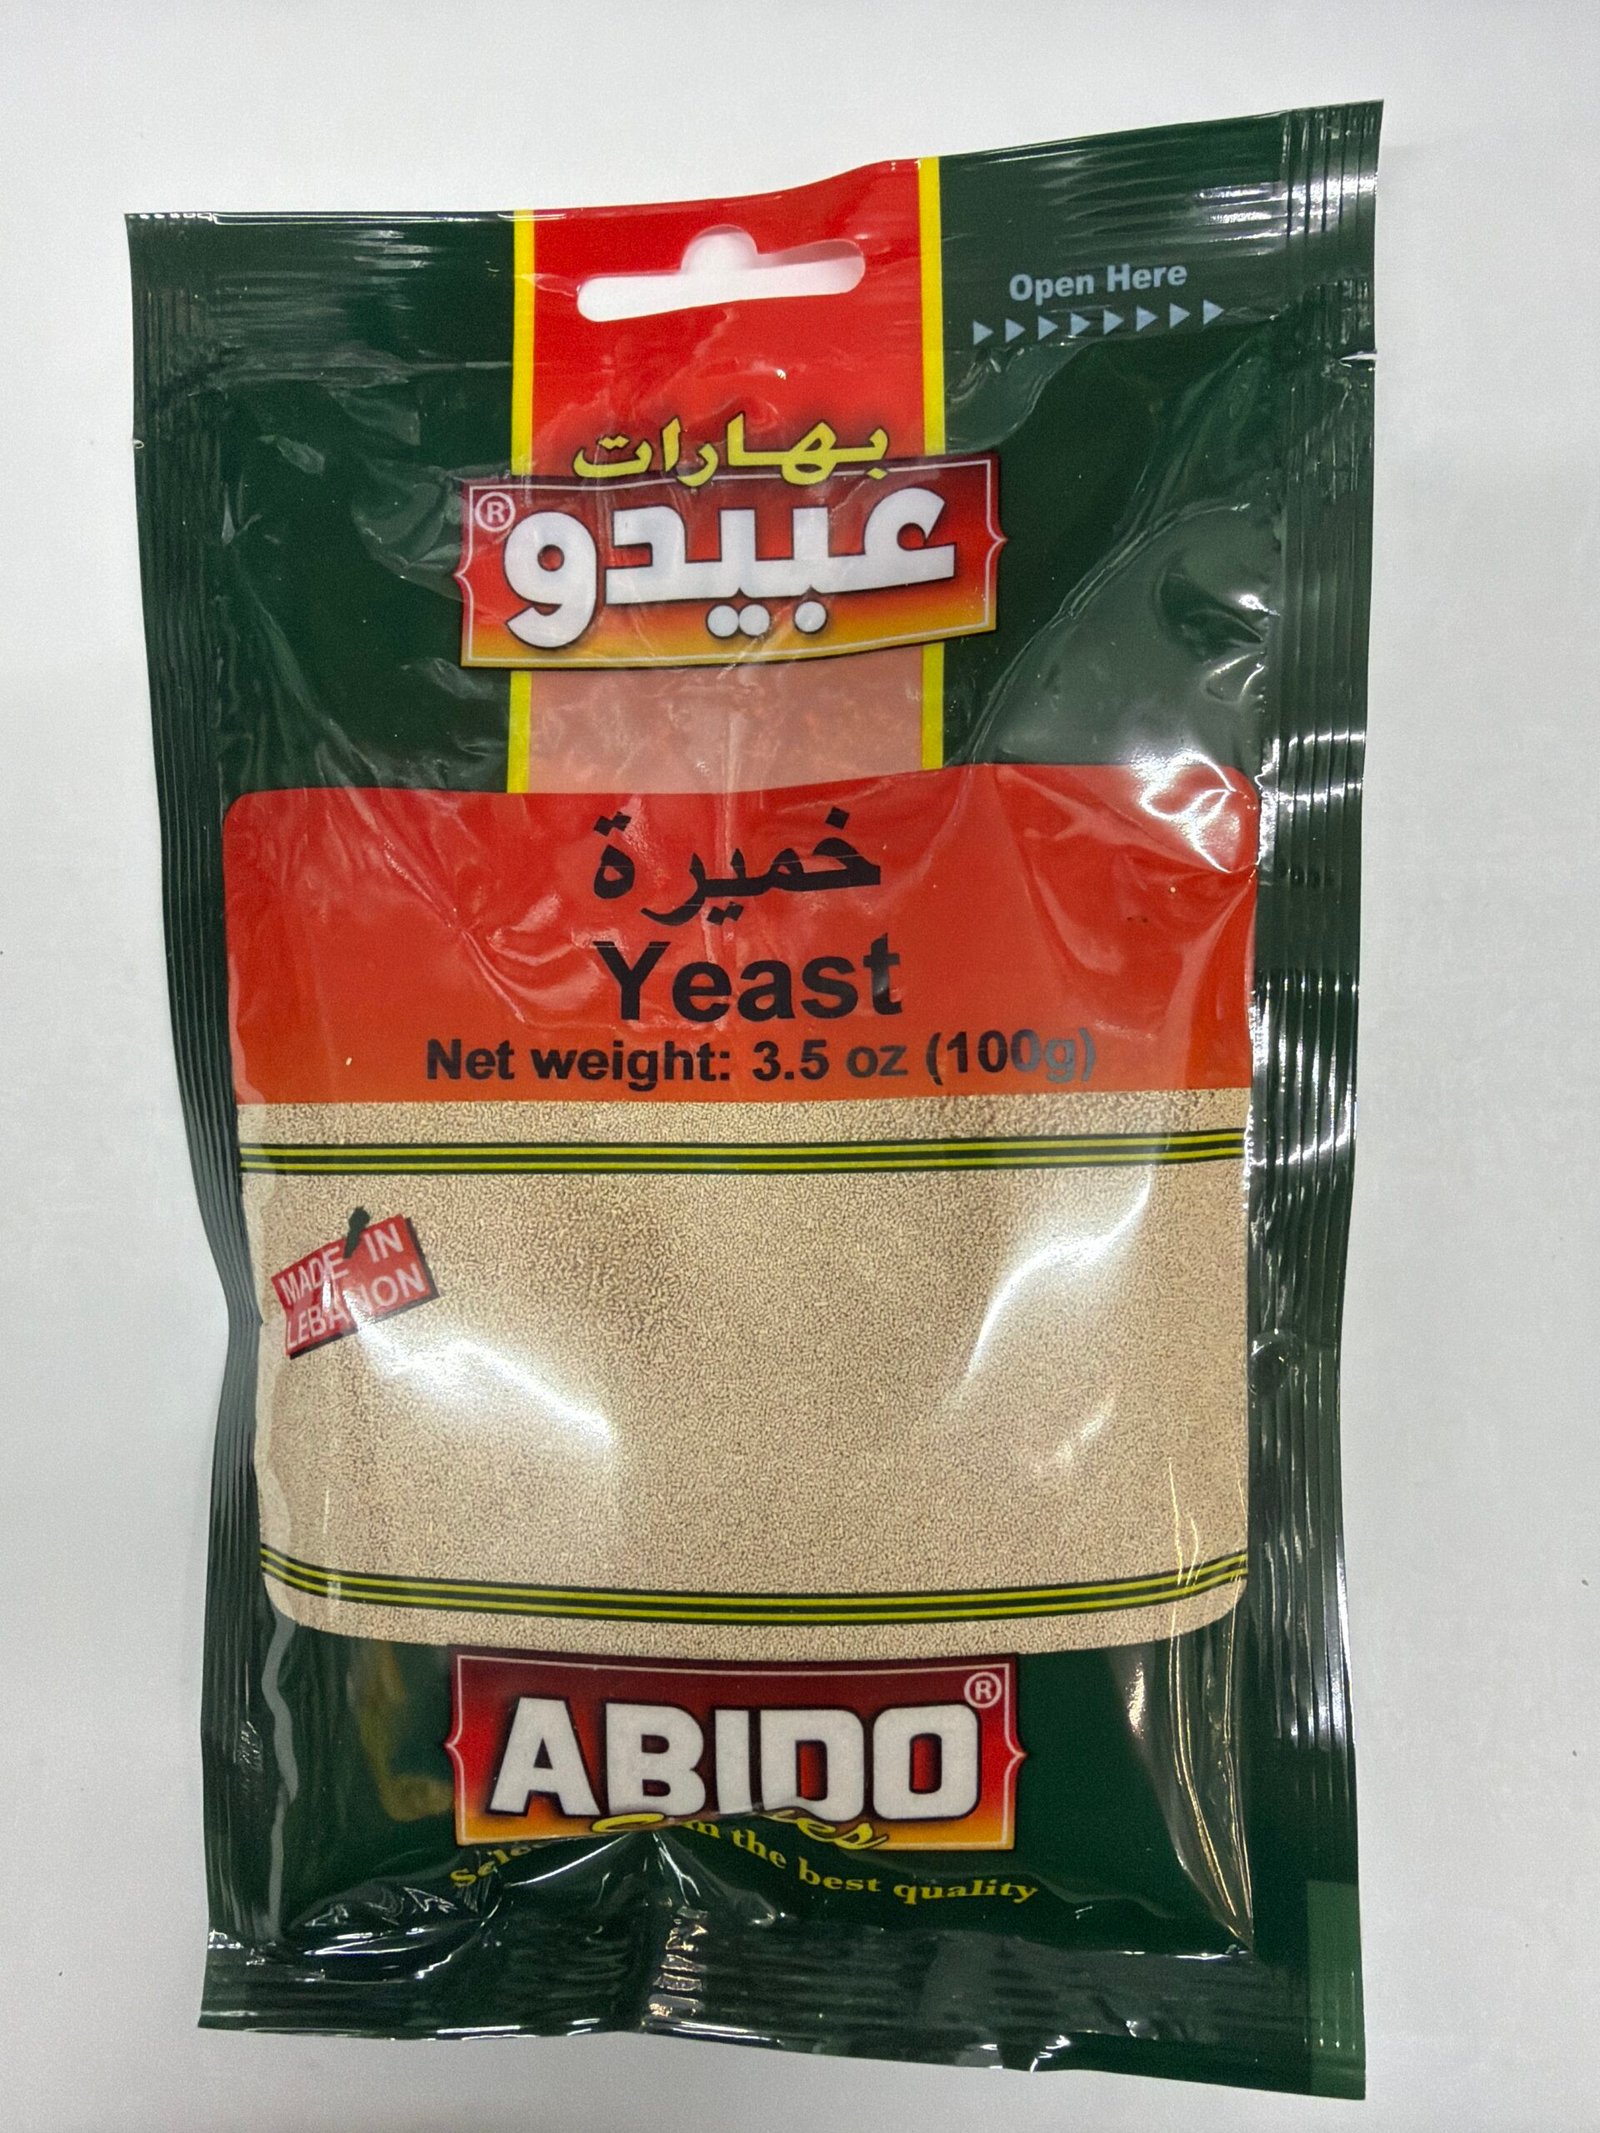 Open Here
بهارات
عبيدو ®
خميرة
Yeast
Net weight: 3.5 oz (100g)
MADE IN
LEBANON
ABIDO ®
the best quality